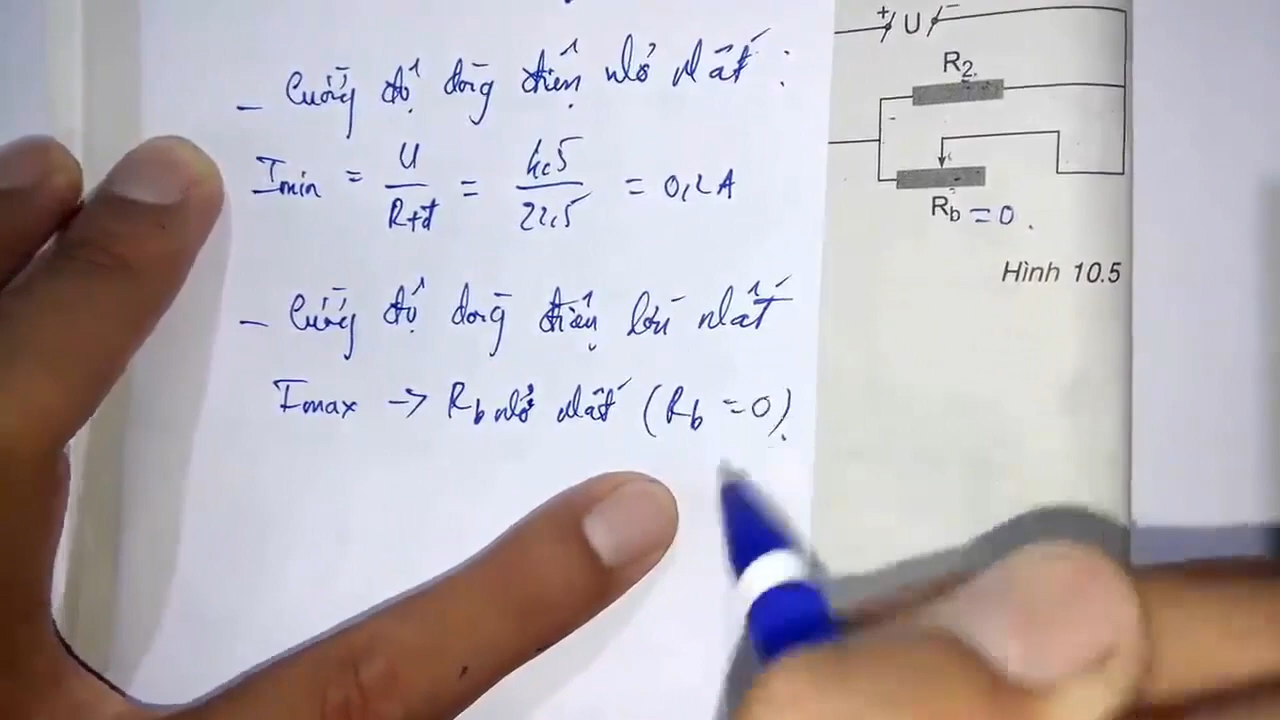 - Cường độ dòng điện nhỏ nhất:
Imin = U / Rtđ = 4,5 / 22,5 = 0,2A
- Cường độ dòng điện lớn nhất
Imax → Rb nhỏ nhất (Rb = 0).
+ U -
R2
Rb = 0.
Hình 10.5